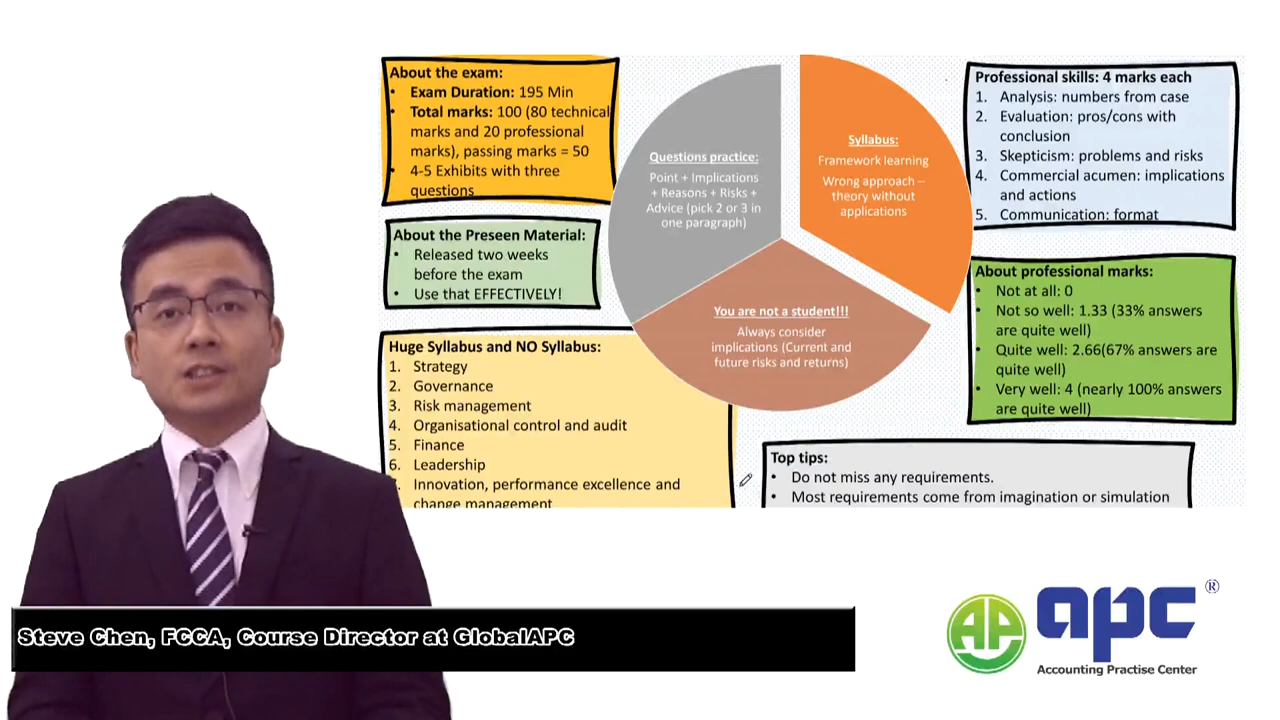 About the exam:
• Exam Duration: 195 Min
• Total marks: 100 (80 technical
marks and 20 professional
marks), passing marks = 50
• 4-5 Exhibits with three
questions
About the Preseen Material:
• Released two weeks
before the exam
• Use that EFFECTIVELY!
Huge Syllabus and NO Syllabus:
1. Strategy
2. Governance
3. Risk management
4. Organisational control and audit
5. Finance
6. Leadership
7. Innovation, performance excellence and
change management
Questions practice:
Point + Implications
+ Reasons + Risks +
Advice (pick 2 or 3 in
one paragraph)
Syllabus:
Framework learning
Wrong approach –
theory without
applications
You are not a student!!!
Always consider
implications (Current and
future risks and returns)
Professional skills: 4 marks each
1. Analysis: numbers from case
2. Evaluation: pros/cons with
conclusion
3. Skepticism: problems and risks
4. Commercial acumen: implications
and actions
5. Communication: format
About professional marks:
• Not at all: 0
• Not so well: 1.33 (33% answers
are quite well)
• Quite well: 2.66(67% answers are
quite well)
• Very well: 4 (nearly 100% answers
are quite well)
Top tips:
• Do not miss any requirements.
• Most requirements come from imagination or simulation
Steve Chen, FCCA, Course Director at GlobalAPC
AP
apc ®
Accounting Practise Center